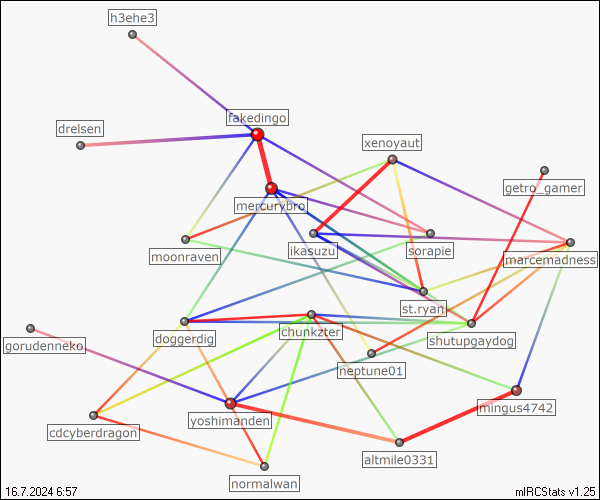 h3ehe3
fakedingo
drelsen
xenoyaut
getro_gamer
mercurybro
moonraven
ikasuzu
sorapie
marcemadness
st.ryan
doggerdig
chunkzter
shutupgaydog
gorudenneko
neptune01
mingus4742
yoshimanden
cdcyberdragon
altmile0331
normalwan
16.7.2024 6:57
mIRCStats v1.25